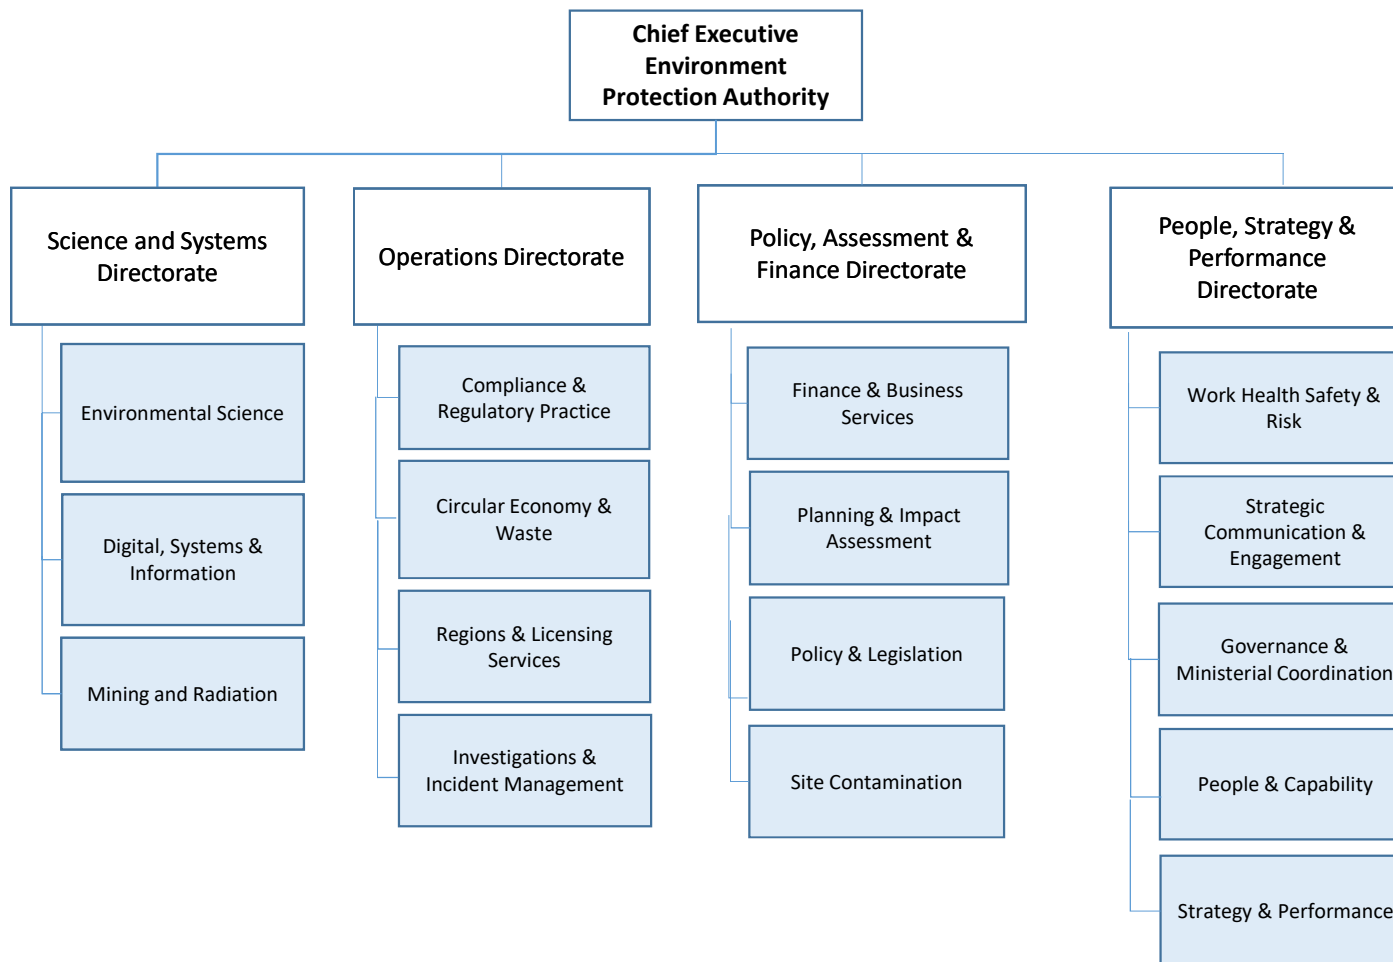 Chief Executive
Environment
Protection Authority
Science and Systems
Directorate
Environmental Science
Digital, Systems &
Information
Mining and Radiation
Operations Directorate
Compliance &
Regulatory Practice
Circular Economy &
Waste
Regions & Licensing
Services
Investigations &
Incident Management
Policy, Assessment &
Finance Directorate
Finance & Business
Services
Planning & Impact
Assessment
Policy & Legislation
Site Contamination
People, Strategy &
Performance
Directorate
Work Health Safety &
Risk
Strategic
Communication &
Engagement
Governance &
Ministerial Coordination
People & Capability
Strategy & Performance